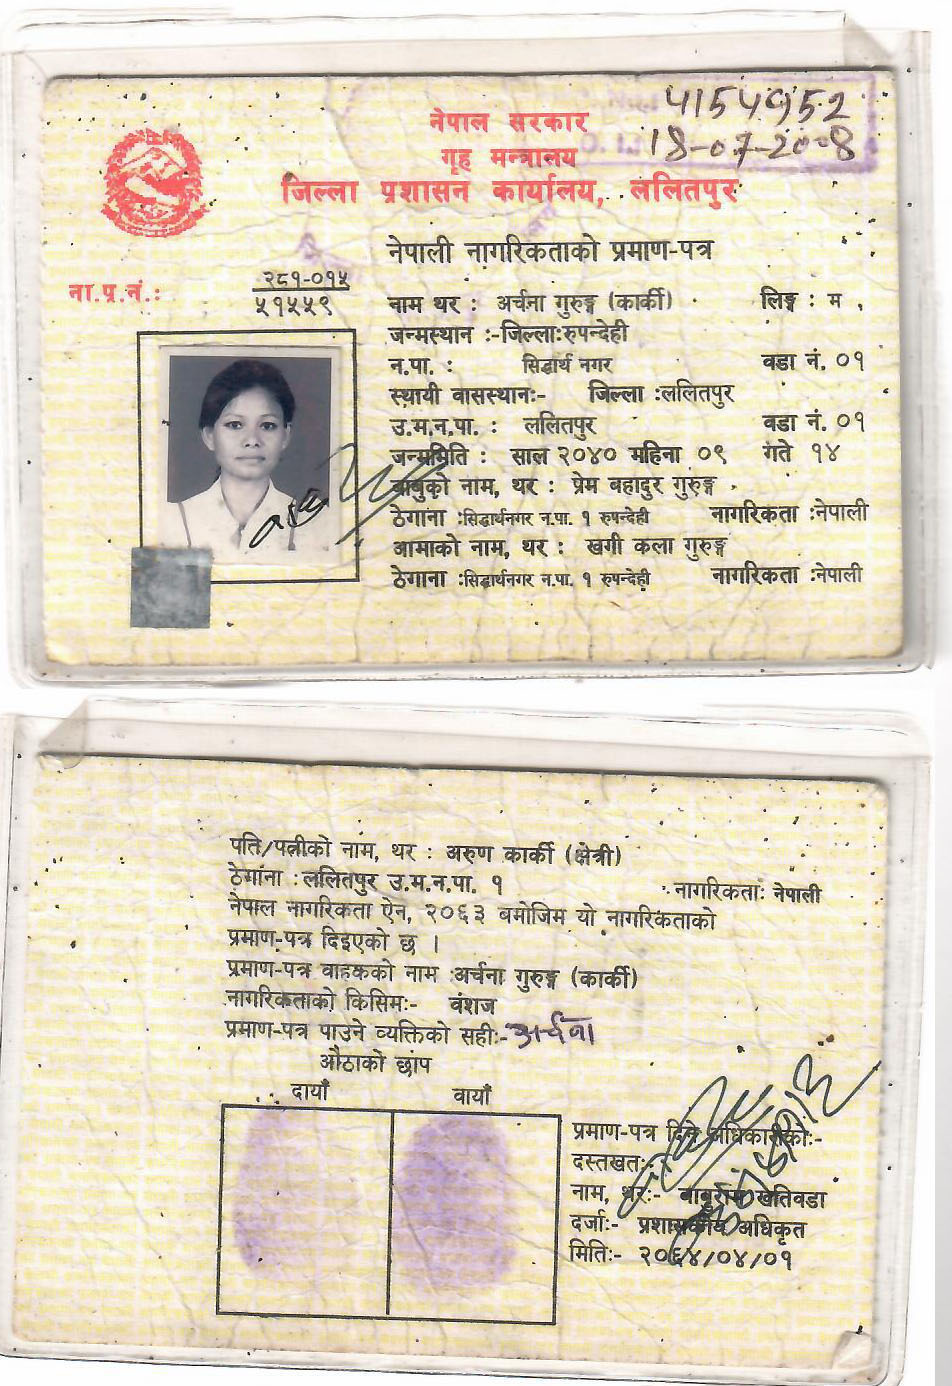 4154952
18-07-2008
नेपाल सरकार
गृह मन्त्रालय
जिल्ला प्रशासन कार्यालय, ललितपुर
नेपाली नागरिकताको प्रमाण-पत्र
ना.प्र.नं.: २८१-०१५
५१५५९
नाम थर : अर्चना गुरुङ्ग (कार्की) लिङ्ग : म
जन्मस्थान :-जिल्ला:रुपन्देही
न.पा. : सिद्धार्थ नगर वडा नं. ०१
स्थायी वासस्थान:- जिल्ला :ललितपुर
उ.म.न.पा. : ललितपुर वडा नं. ०१
जन्ममिति : साल २०४० महिना ०९ गते १४
बाबुको नाम, थर : प्रेम बहादुर गुरुङ्ग
ठेगाना :सिद्धार्थनगर न.पा. १ रुपन्देही नागरिकता :नेपाली
आमाको नाम, थर : खगी कला गुरुङ्ग
ठेगाना :सिद्धार्थनगर न.पा. १ रुपन्देही नागरिकता :नेपाली
पति/पत्नीको नाम, थर : अरुण कार्की (क्षेत्री)
ठेगाना :ललितपुर उ.म.न.पा. १ नागरिकता: नेपाली
नेपाल नागरिकता ऐन, २०६३ बमोजिम यो नागरिकताको
प्रमाण-पत्र दिइएको छ ।
प्रमाण-पत्र वाहकको नाम :अर्चना गुरुङ्ग (कार्की)
नागरिकताको किसिम:- वंशज
प्रमाण-पत्र पाउने व्यक्तिको सही:- अर्चना
औठाको छाप
दायाँ बायाँ
प्रमाण-पत्र दिने अधिकारीको:-
दस्तखत:-
नाम, थर:- बाबुराम खतिवडा
दर्जा:- प्रशासकीय अधिकृत
मिति:- २०६४/०४/०१